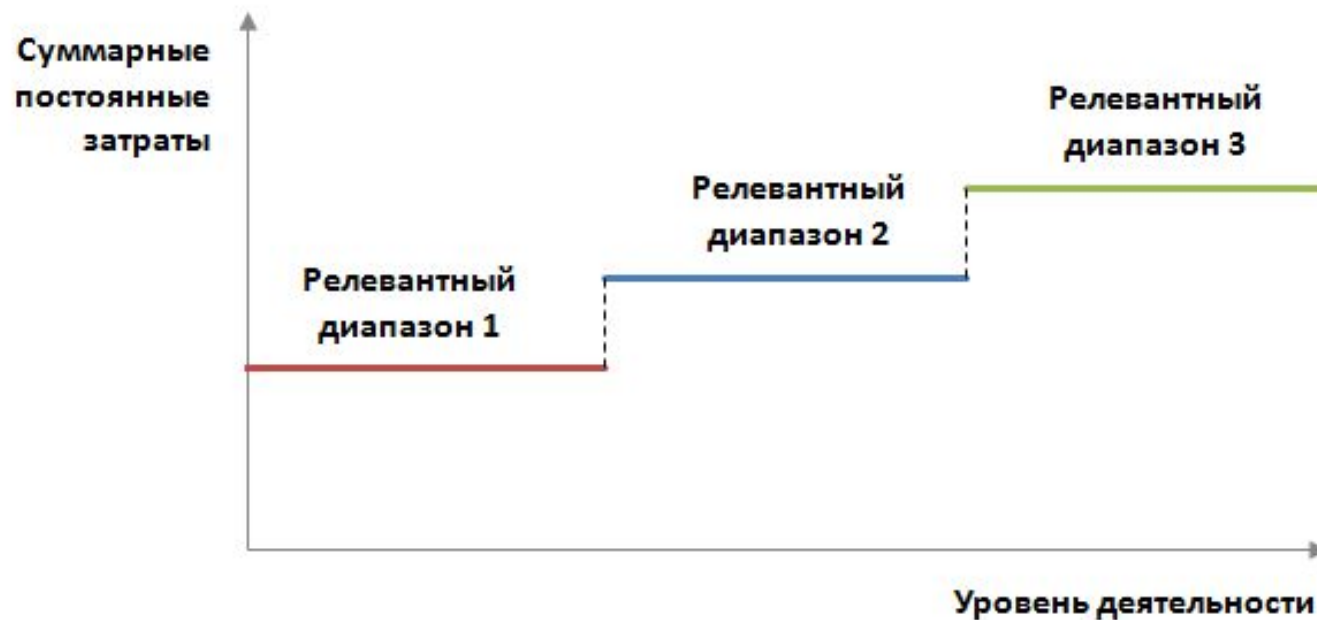 Суммарные
постоянные
затраты
Релевантный
диапазон 3
Релевантный
диапазон 2
Релевантный
диапазон 1
Уровень деятельности